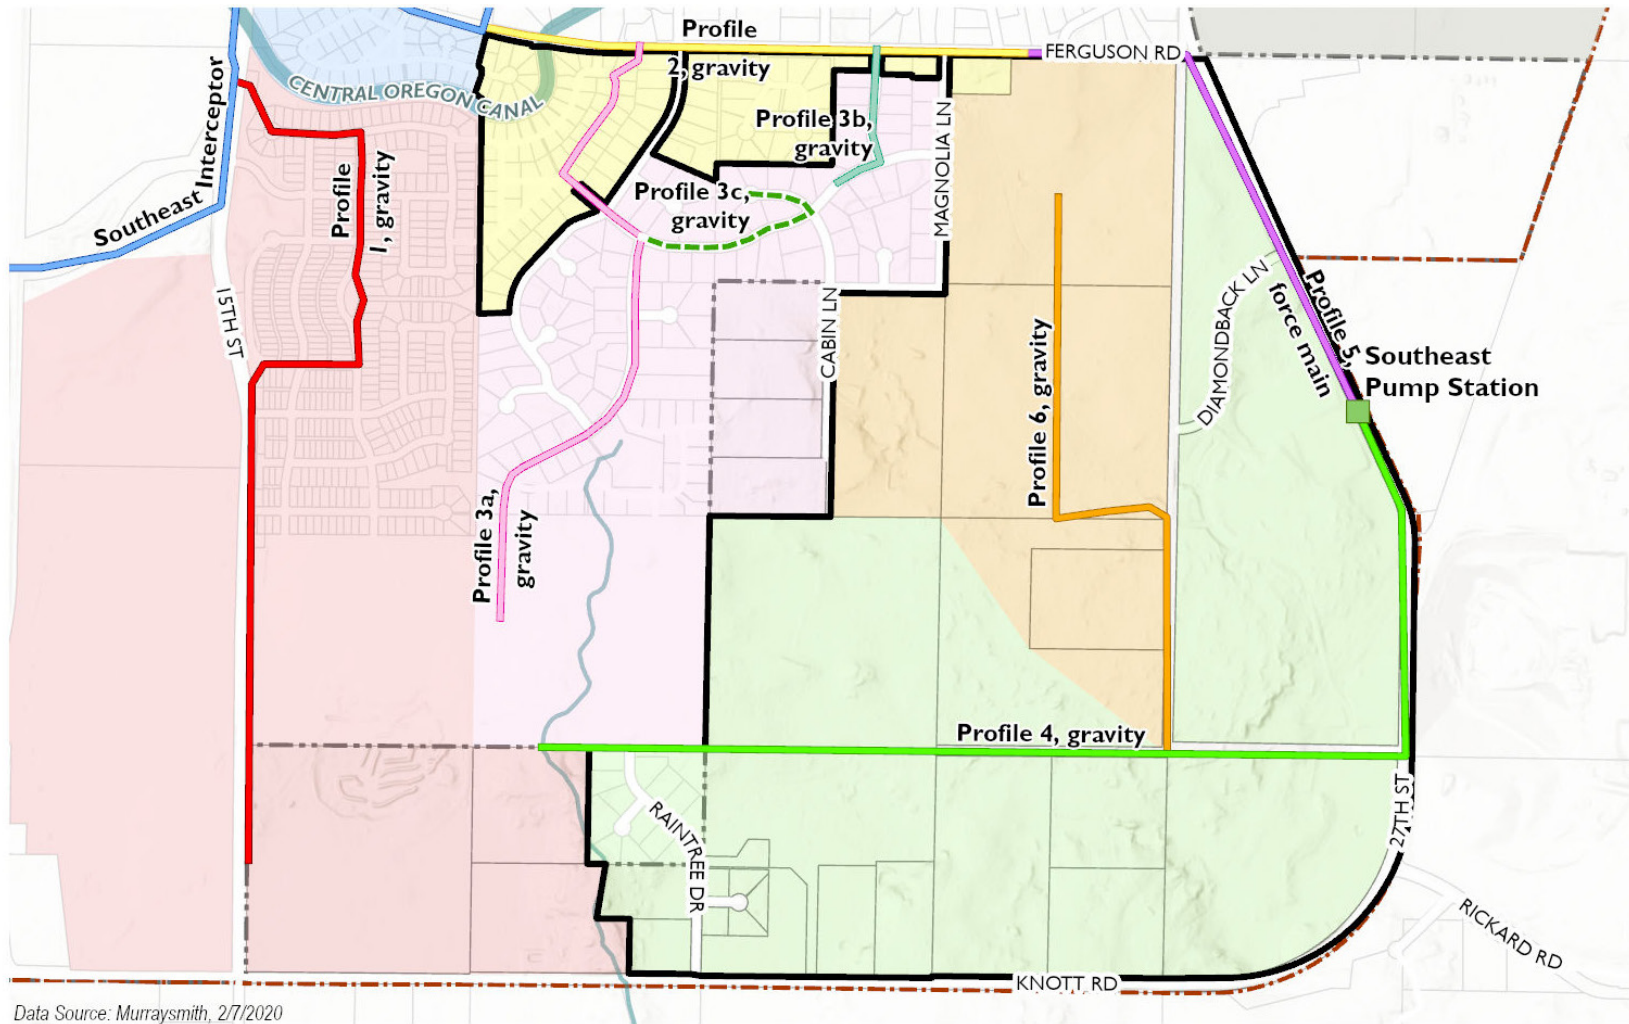 Profile
2, gravity
FERGUSON RD
CENTRAL OREGON CANAL
Southeast Interceptor
Profile
1, gravity
Profile 3b,
gravity
MAGNOLIA LN
Profile 3c,
gravity
15TH ST
CABIN LN
DIAMONDBACK LN
Profile 5,
force main
Southeast
Pump Station
Profile 6, gravity
Profile 3a,
gravity
Profile 4, gravity
RAINTREE DR
27TH ST
RICKARD RD
KNOTT RD
Data Source: Murraysmith, 2/7/2020